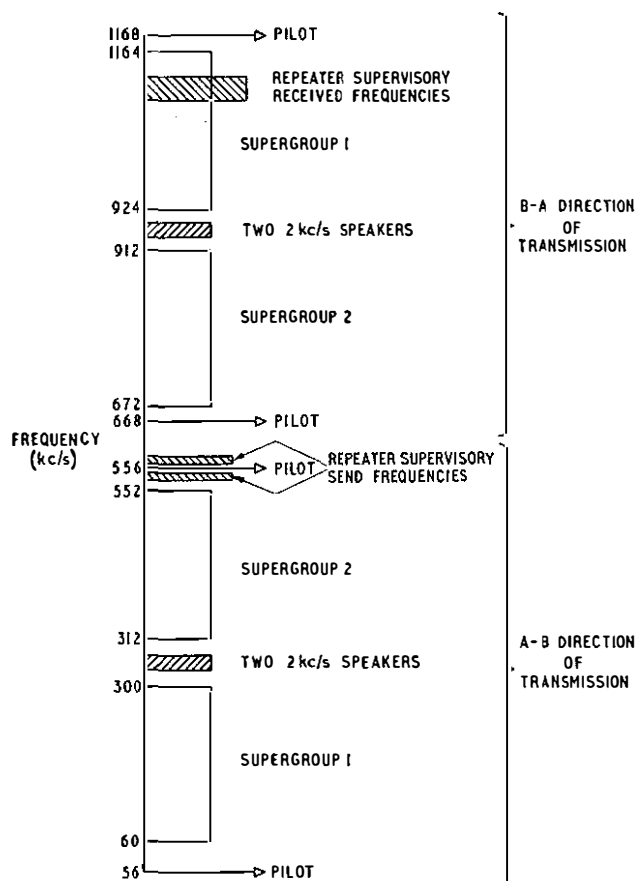 1168 PILOT
1164
REPEATER SUPERVISORY
RECEIVED FREQUENCIES
SUPERGROUP 1
924
TWO 2 kc/s SPEAKERS
912
B-A DIRECTION
OF
TRANSMISSION
SUPERGROUP 2
672
668 PILOT
FREQUENCY
(kc/s)
556 PILOT
REPEATER SUPERVISORY
SEND FREQUENCIES
552
SUPERGROUP 2
312
TWO 2 kc/s SPEAKERS
300
A-B DIRECTION
OF
TRANSMISSION
SUPERGROUP 1
60
56 PILOT